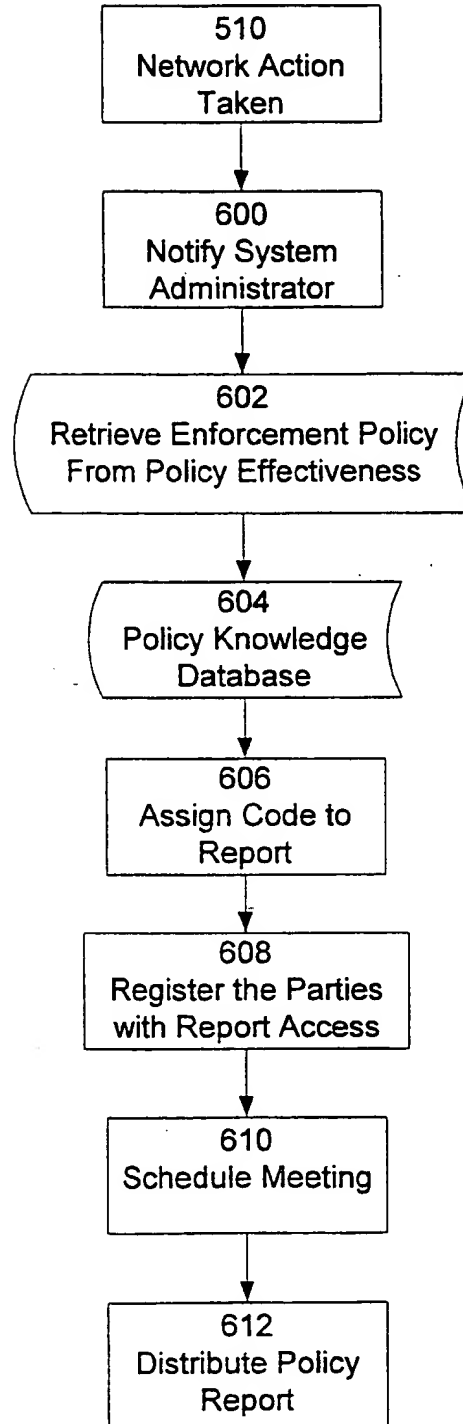 510
Network Action
Taken
600
Notify System
Administrator
602
Retrieve Enforcement Policy
From Policy Effectiveness
604
Policy Knowledge
Database
606
Assign Code to
Report
608
Register the Parties
with Report Access
610
Schedule Meeting
612
Distribute Policy
Report